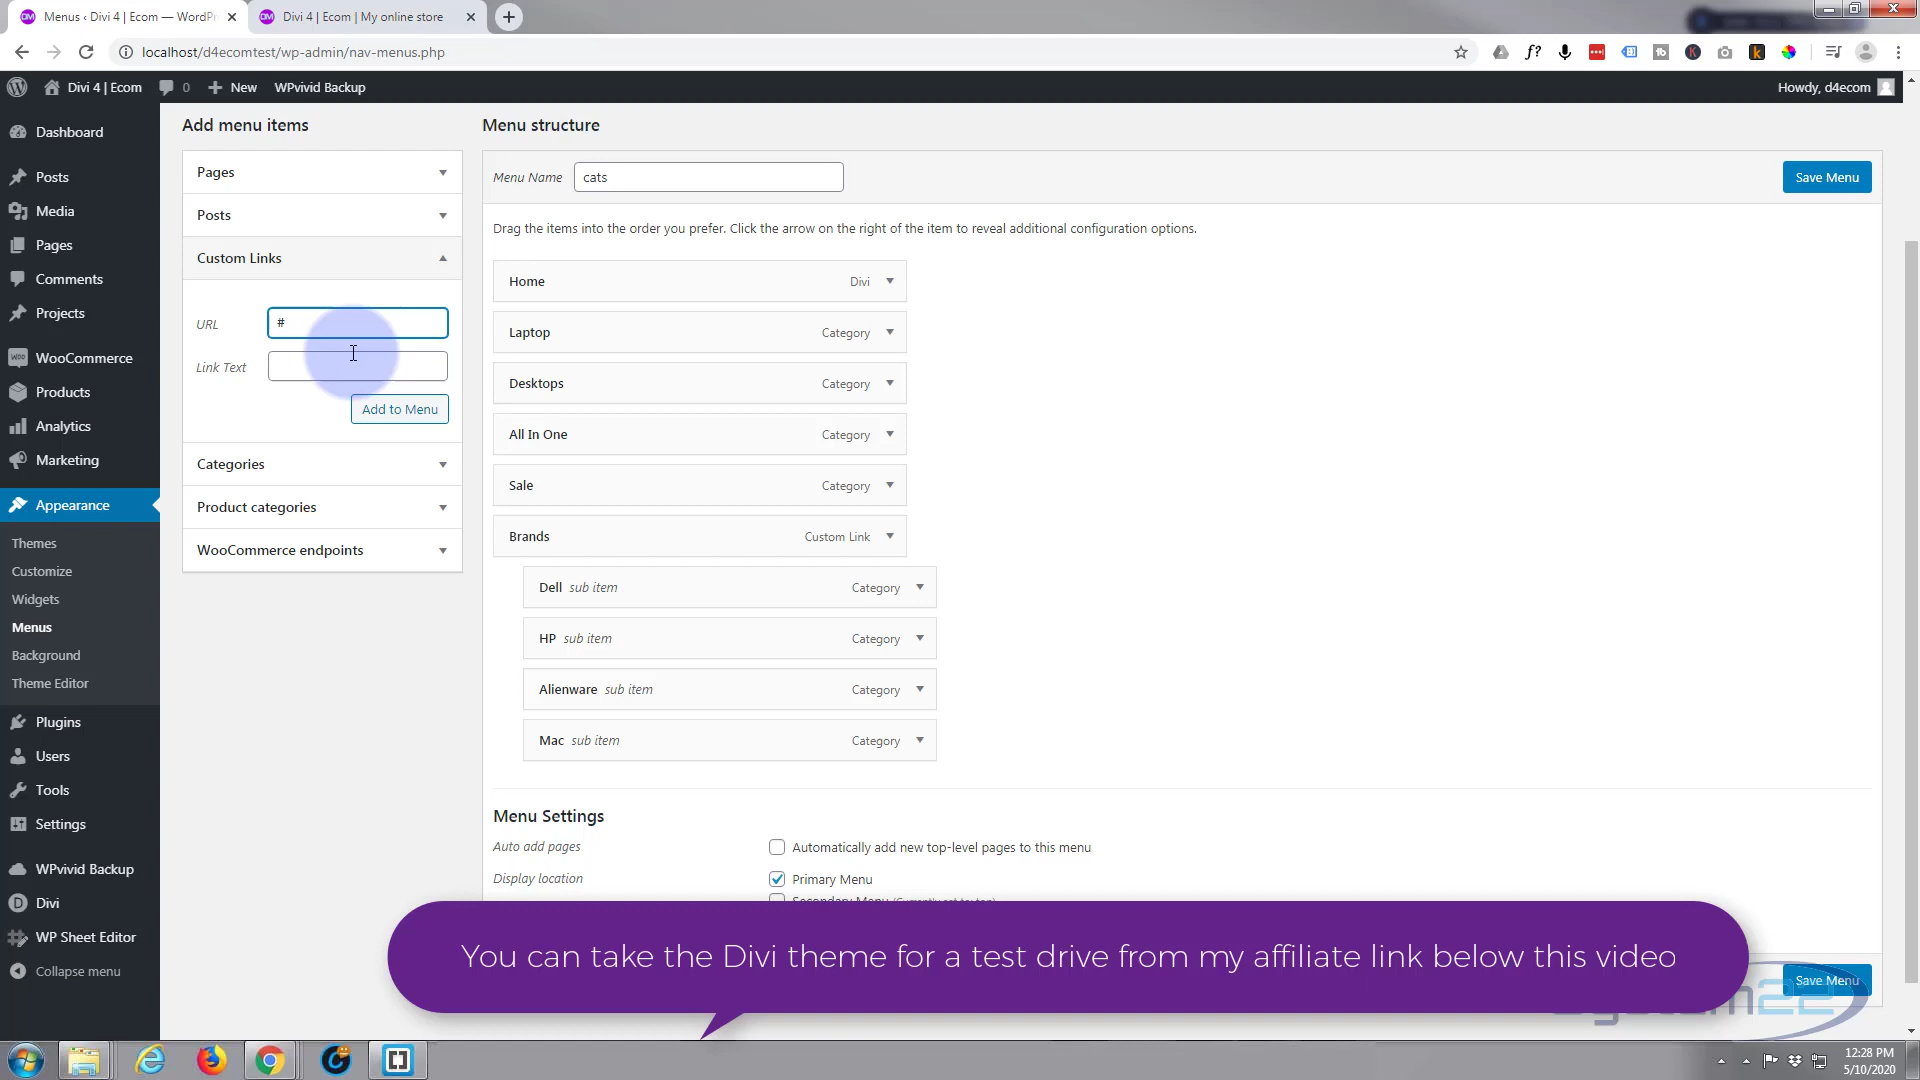 Menus ‹ Divi 4 | Ecom — WordPr
Divi 4 | Ecom | My online store
localhost/d4ecomtest/wp-admin/nav-menus.php
Divi 4 | Ecom
0
New
WPvivid Backup
Howdy, d4ecom
Dashboard
Posts
Media
Pages
Comments
Projects
WooCommerce
Products
Analytics
Marketing
Appearance
Themes
Customize
Widgets
Menus
Background
Theme Editor
Plugins
Users
Tools
Settings
WPvivid Backup
Divi
WP Sheet Editor
Collapse menu
Add menu items
Pages
Posts
Custom Links
URL
#
Link Text
Add to Menu
Categories
Product categories
WooCommerce endpoints
Menu structure
Menu Name
cats
Save Menu
Drag the items into the order you prefer. Click the arrow on the right of the item to reveal additional configuration options.
Home Divi
Laptop Category
Desktops Category
All In One Category
Sale Category
Brands Custom Link
Dell sub item Category
HP sub item Category
Alienware sub item Category
Mac sub item Category
Menu Settings
Auto add pages
Automatically add new top-level pages to this menu
Display location
Primary Menu
Secondary Menu (Currently set to: top)
You can take the Divi theme for a test drive from my affiliate link below this video
Save Menu
12:28 PM
5/10/2020